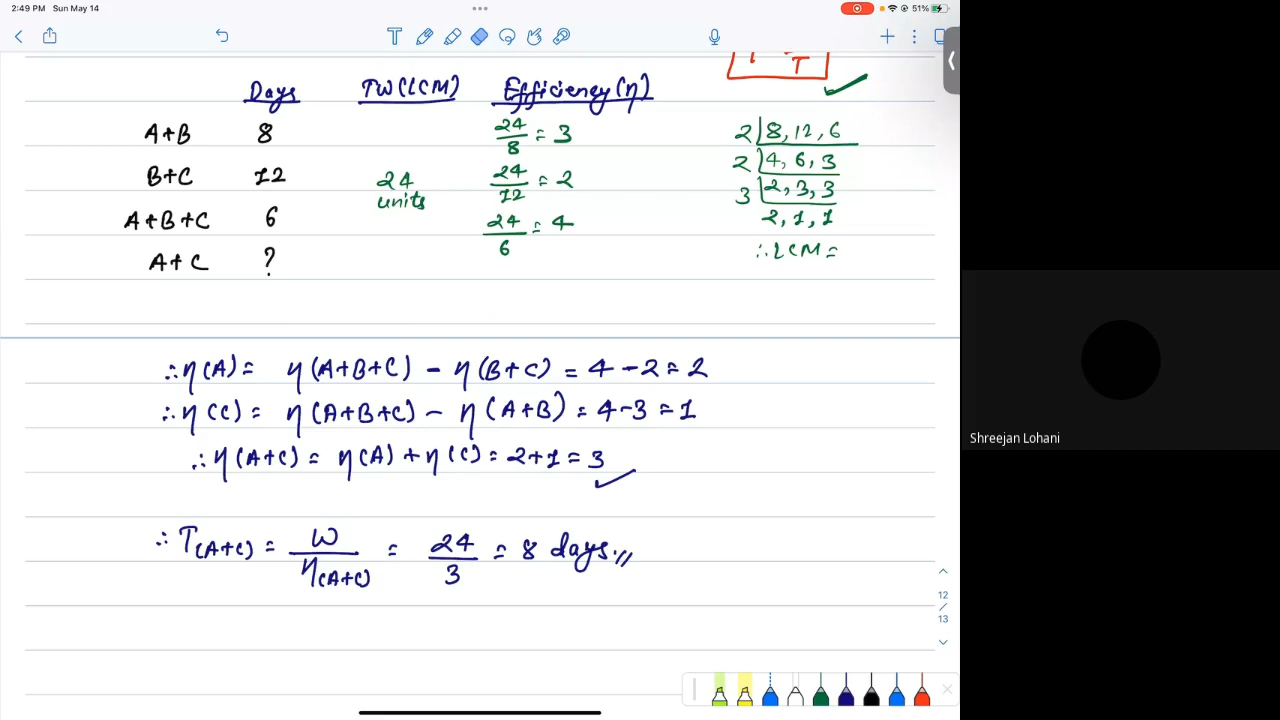 2:49 PM Sun May 14
51%
T
Days TW(LCM) Efficiency(η)
A+B 8 24/8 = 3
B+C 12 24 units 24/12 = 2
A+B+C 6 24/6 = 4
A+C ?
2 | 8, 12, 6
2 | 4, 6, 3
3 | 2, 3, 3
2, 1, 1
∴ LCM =
∴ η(A) = η(A+B+C) - η(B+C) = 4 - 2 = 2
∴ η(C) = η(A+B+C) - η(A+B) = 4 - 3 = 1
∴ η(A+C) = η(A) + η(C) = 2+1 = 3
∴ T(A+C) = W/η(A+C) = 24/3 = 8 days.
12
/
13
Shreejan Lohani